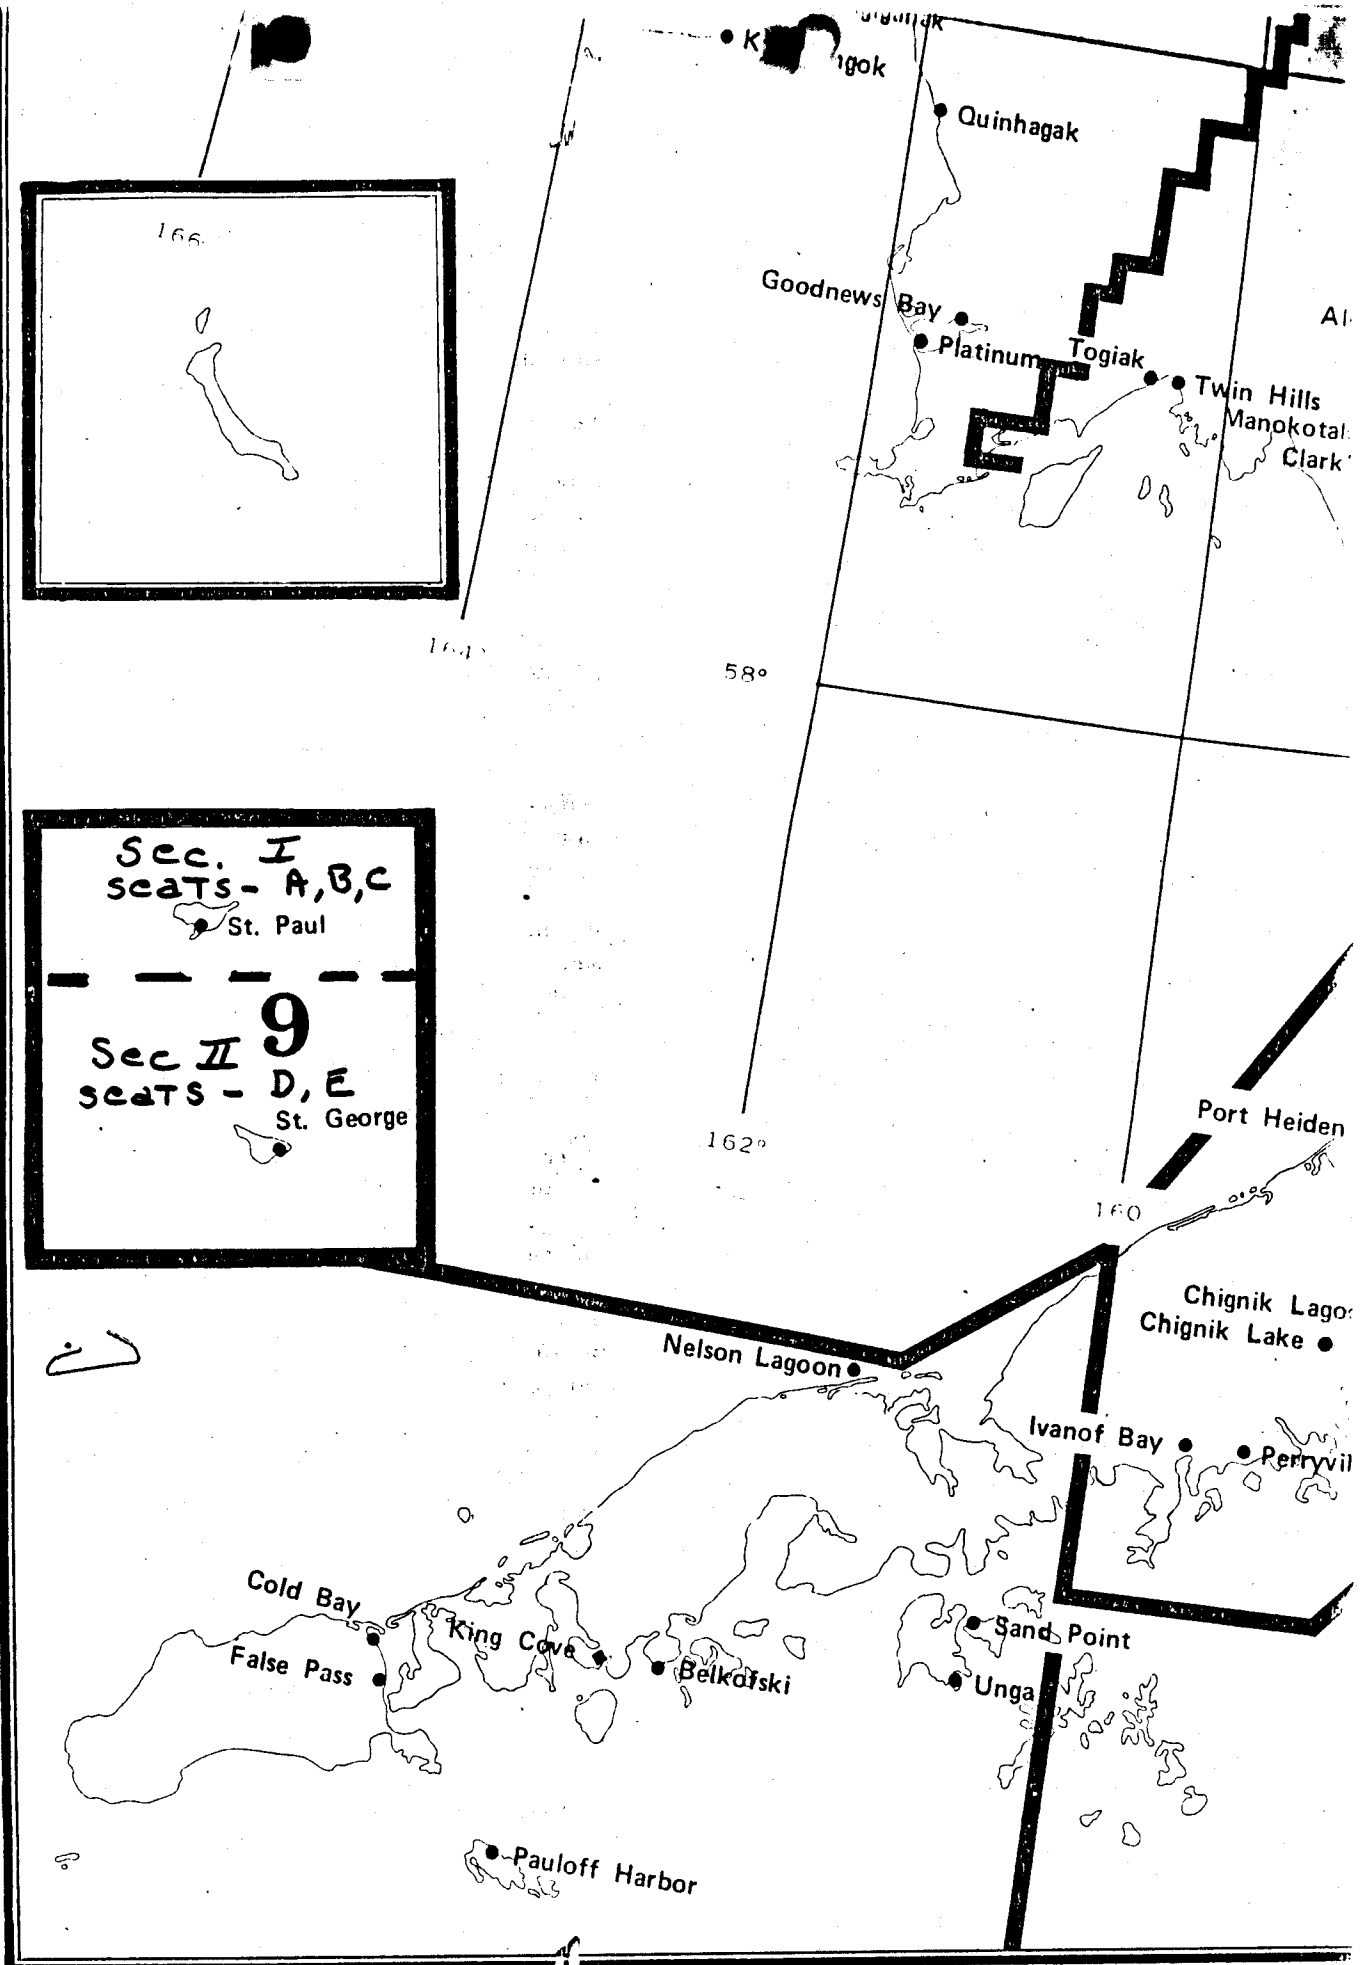 Quinhagak
166
Goodnews Bay
Platinum
Togiak
Twin Hills
58°
Sec. I
seats - A, B, C
St. Paul
9
Sec II
seats - D, E
St. George
162°
Port Heiden
160
Chignik Lake
Nelson Lagoon
Ivanof Bay
Cold Bay
King Cove
Sand Point
False Pass
Belkofski
Unga
Pauloff Harbor